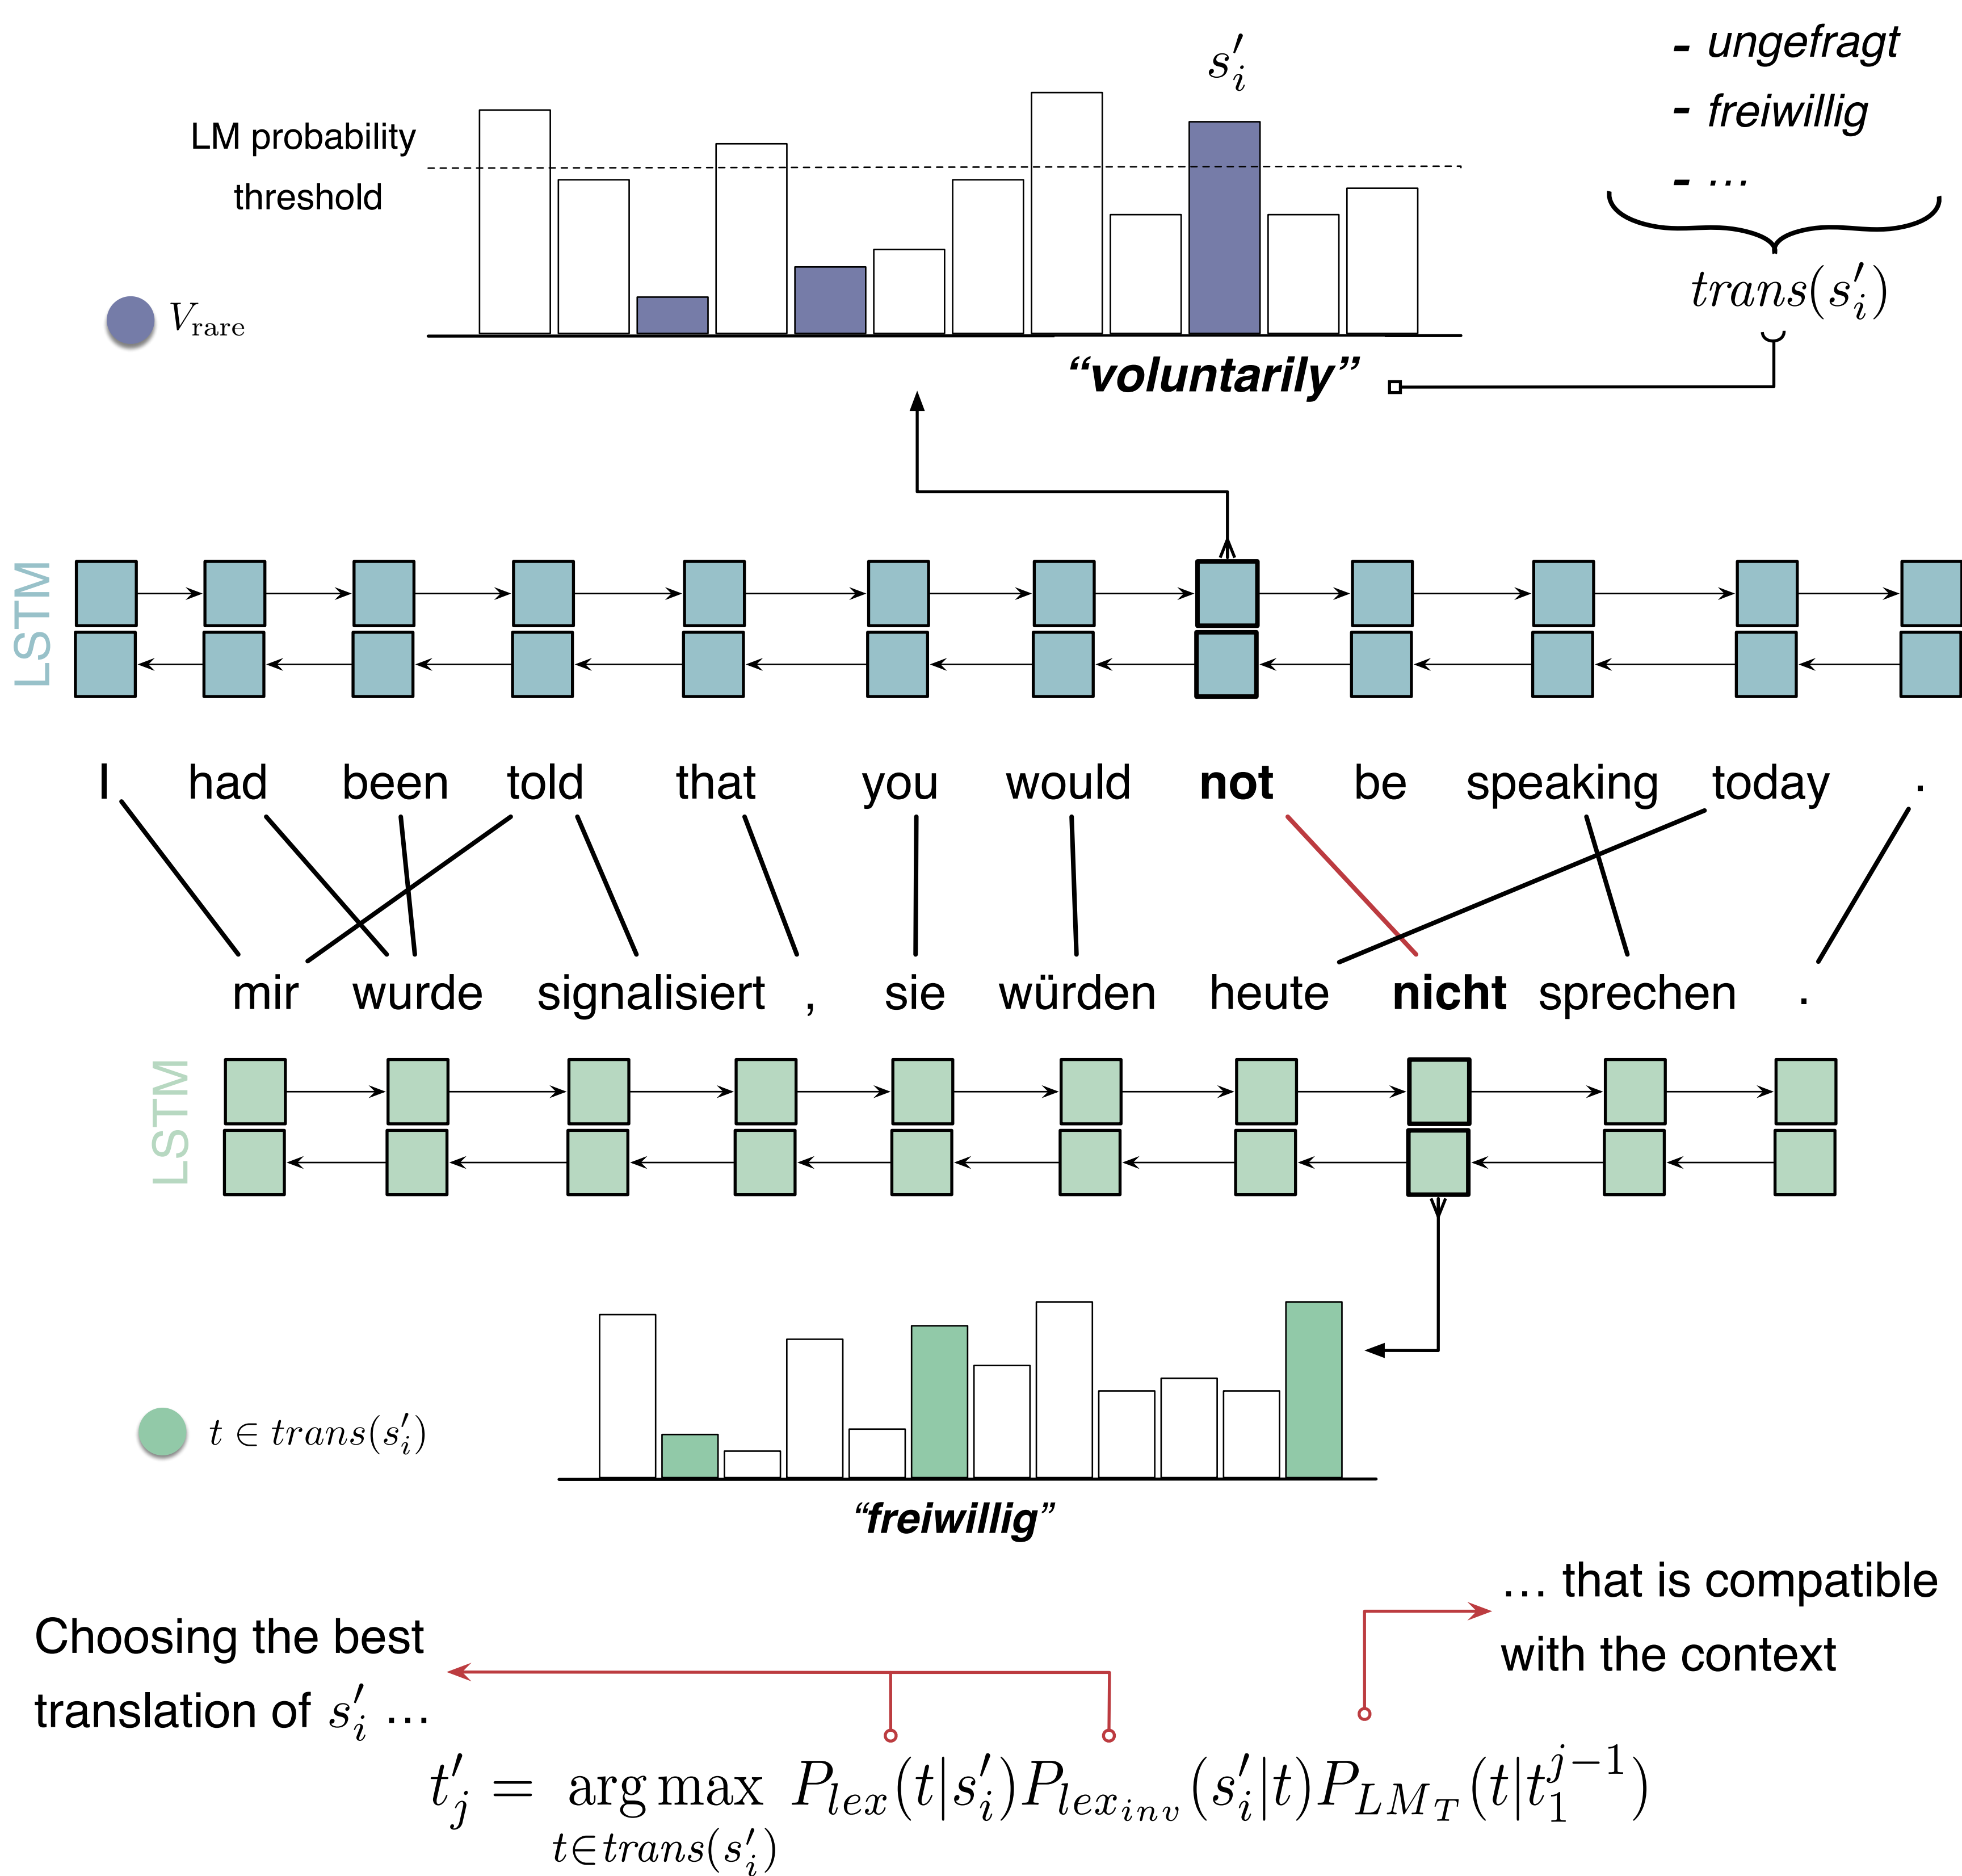 s′_i
- ungefragt
- freiwillig
- …
LM probability
threshold
trans(s′_i)
V_rare
“voluntarily”
LSTM
I had been told that you would not be speaking today .
mir wurde signalisiert , sie würden heute nicht sprechen .
LSTM
t ∈ trans(s′_i)
“freiwillig”
Choosing the best
translation of s′_i …
… that is compatible
with the context
t′_j = arg max P_lex(t|s′_i)P_lex_inv(s′_i|t)P_LM_T(t|t_1^{j−1})
t∈trans(s′_i)